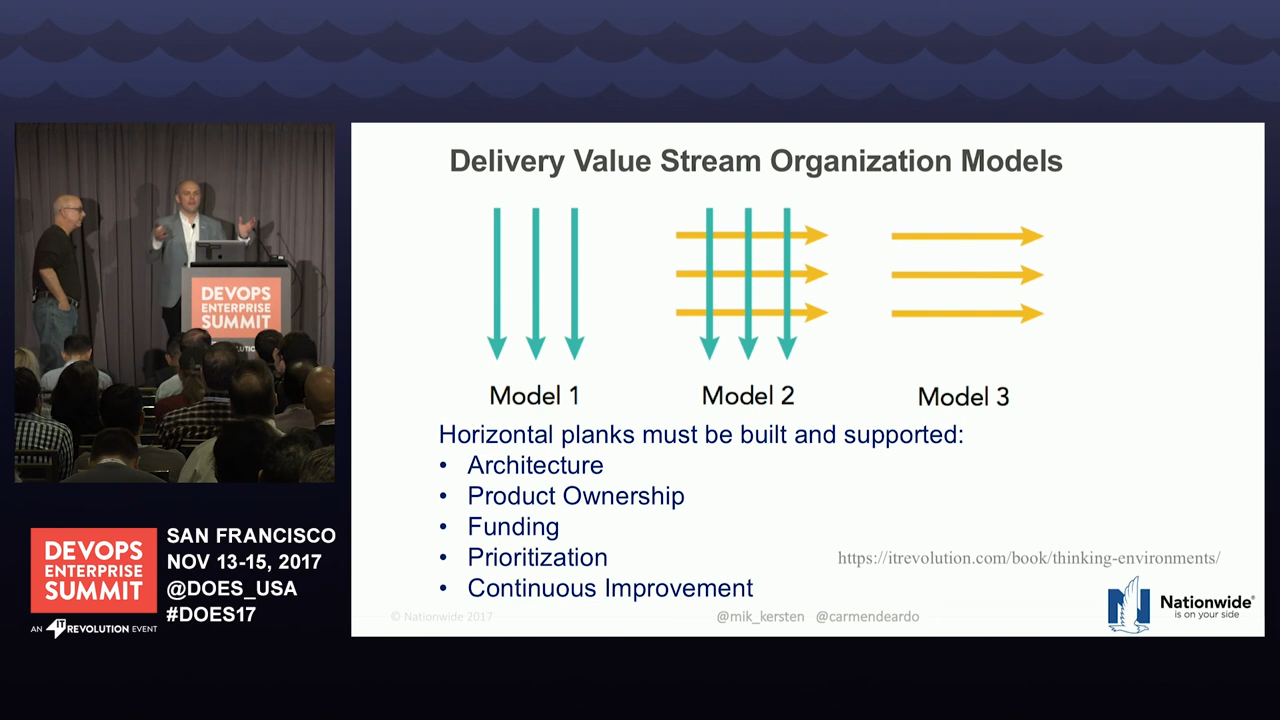 Delivery Value Stream Organization Models
Model 1
Model 2
Model 3
Horizontal planks must be built and supported:
• Architecture
• Product Ownership
• Funding
• Prioritization
• Continuous Improvement
https://itrevolution.com/book/thinking-environments/
© Nationwide 2017
@mik_kersten @carmendeardo
Nationwide®
is on your side
DEVOPS
ENTERPRISE
SUMMIT
DEVOPS
ENTERPRISE
SUMMIT
AN IT REVOLUTION EVENT
SAN FRANCISCO
NOV 13-15, 2017
@DOES_USA
#DOES17